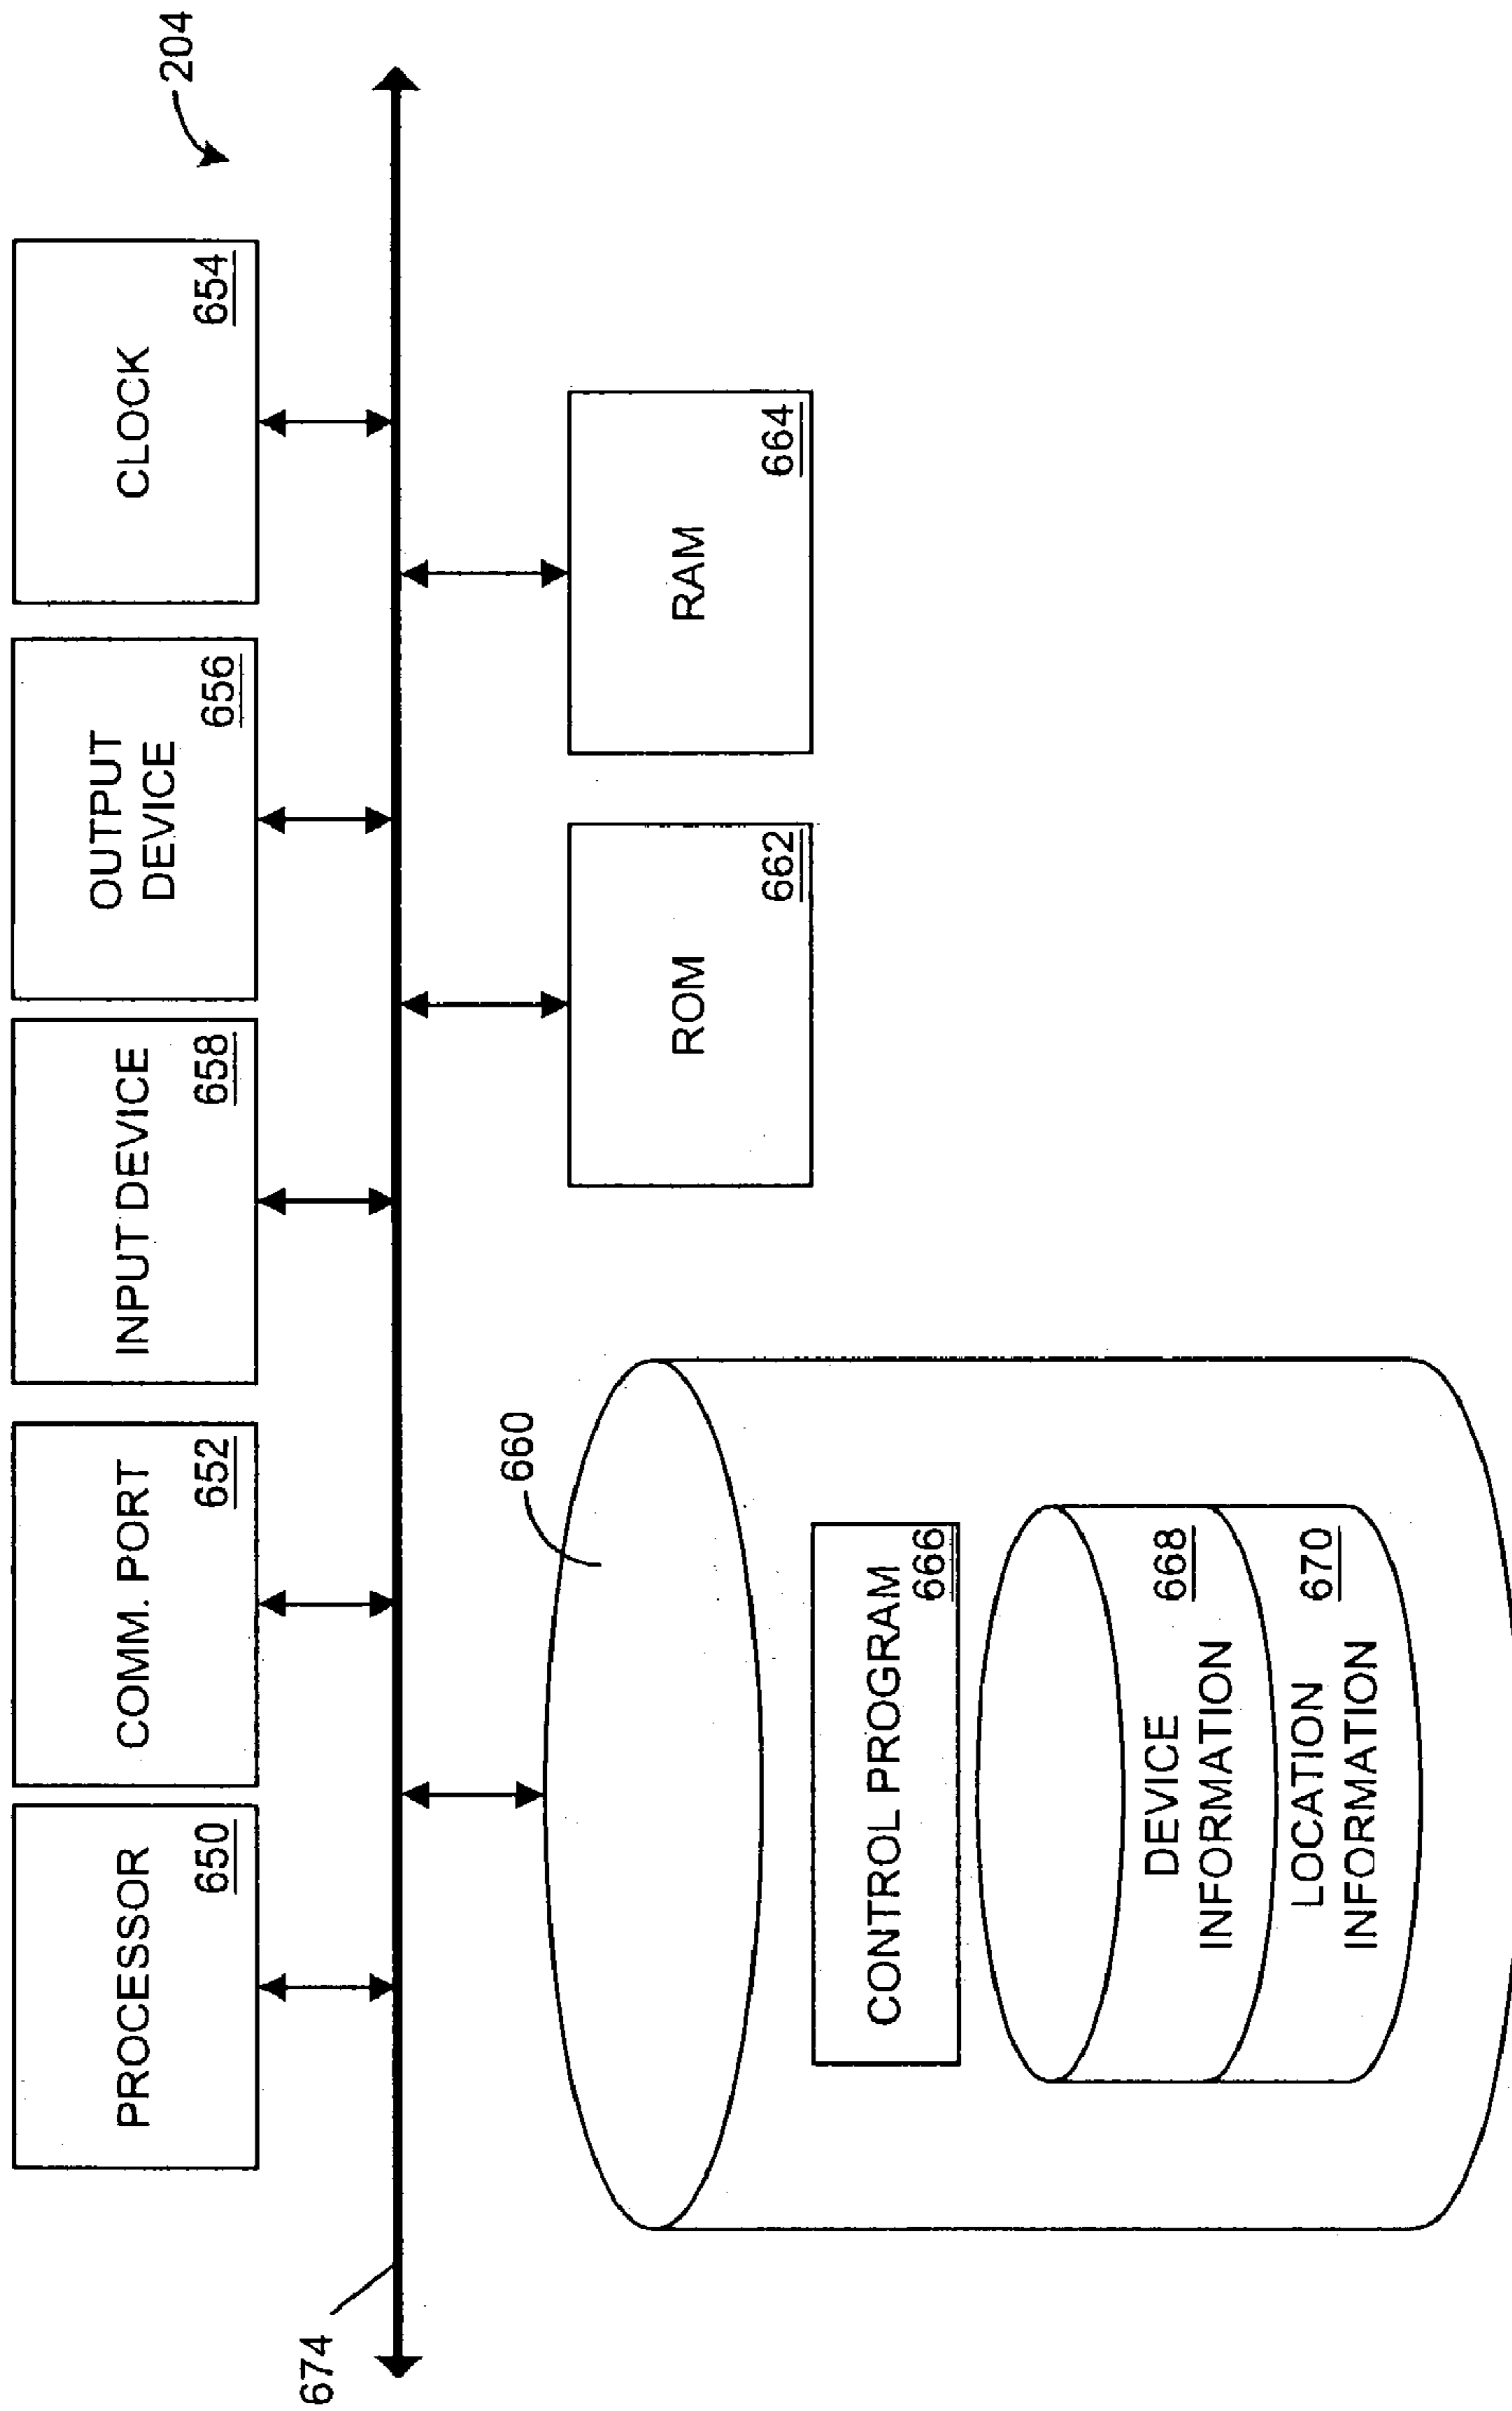 204
PROCESSOR
650
COMM. PORT
652
INPUT DEVICE
658
OUTPUT
DEVICE
656
CLOCK
654
674
660
CONTROL PROGRAM
666
DEVICE
INFORMATION
668
LOCATION
INFORMATION
670
ROM
662
RAM
664